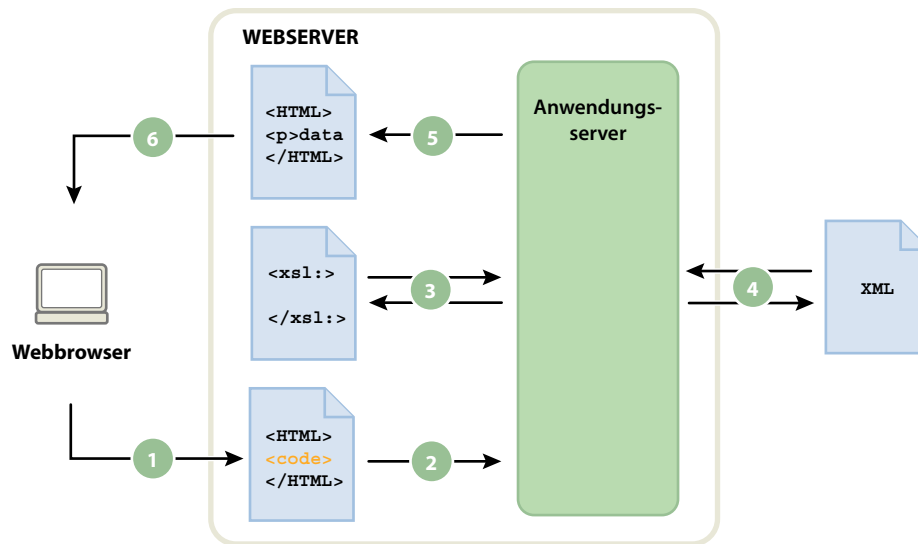 WEBSERVER
<HTML>
<p>data
</HTML>
Anwendungs-
server
6
5
<xsl:>
</xsl:>
3
4
XML
Webbrowser
<HTML>
<code>
</HTML>
1
2